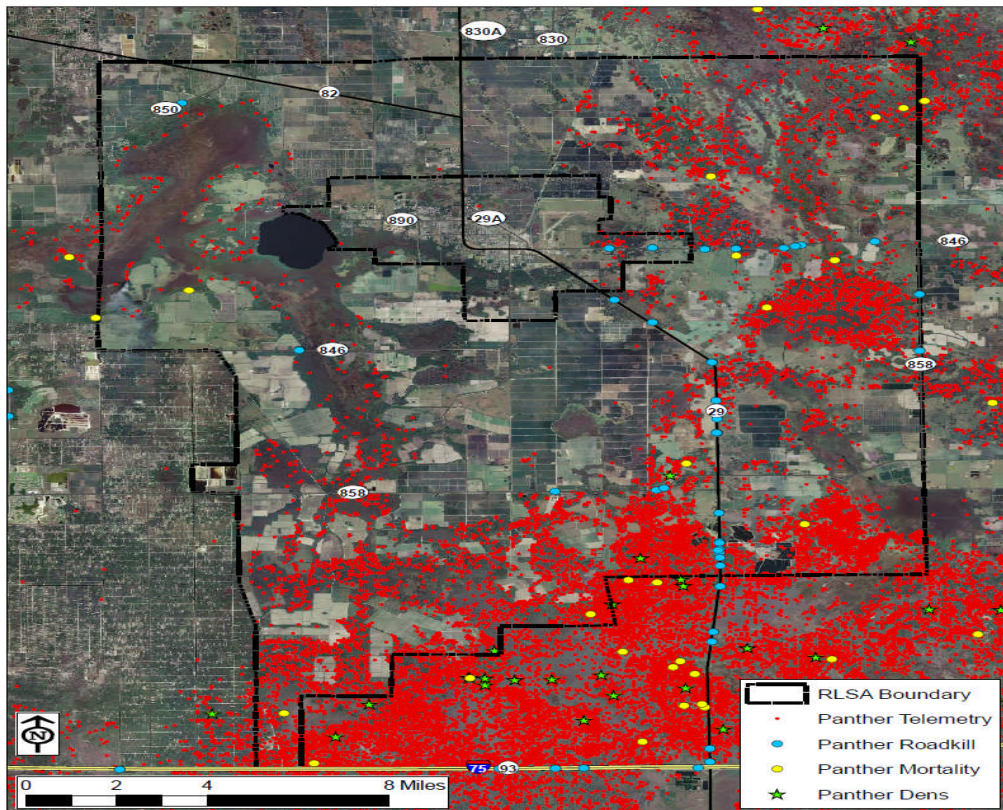 830A
830
82
850
890
29A
846
846
858
29
858
75
93
N
0 2 4 8 Miles
RLSA Boundary
Panther Telemetry
Panther Roadkill
Panther Mortality
Panther Dens